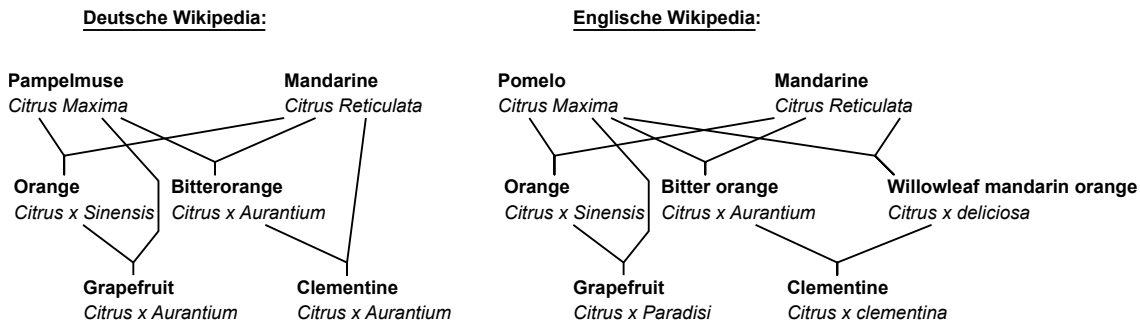 Deutsche Wikipedia:
Pampelmuse
Citrus Maxima
Mandarine
Citrus Reticulata
Orange
Citrus x Sinensis
Bitterorange
Citrus x Aurantium
Grapefruit
Citrus x Aurantium
Clementine
Citrus x Aurantium
Englische Wikipedia:
Pomelo
Citrus Maxima
Mandarine
Citrus Reticulata
Orange
Citrus x Sinensis
Bitter orange
Citrus x Aurantium
Willowleaf mandarin orange
Citrus x deliciosa
Grapefruit
Citrus x Paradisi
Clementine
Citrus x clementina